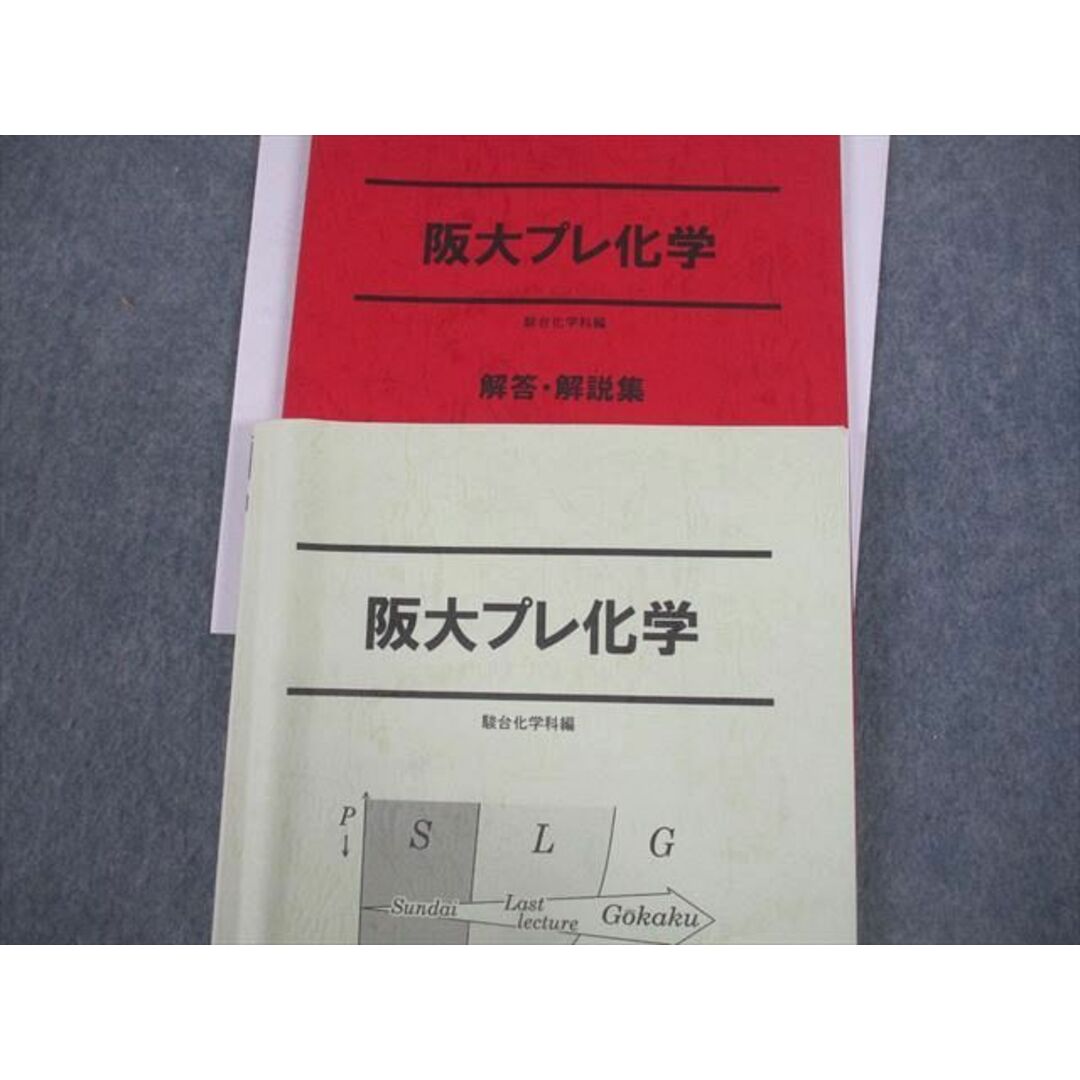 阪大プレ化学
駿台化学科編
解答・解説集
阪大プレ化学
駿台化学科編
P
↓
S
L
G
Sundai
Last
lecture
Gōkaku